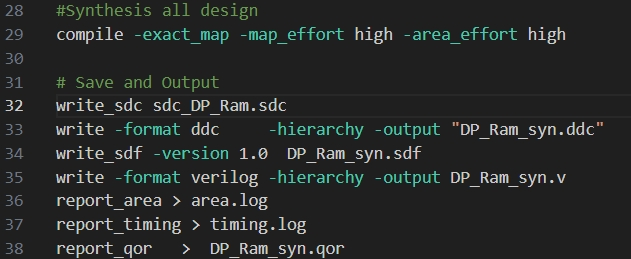 28 #Synthesis all design
29 compile -exact_map -map_effort high -area_effort high
30
31 # Save and Output
32 write_sdc sdc_DP_Ram.sdc
33 write -format ddc     -hierarchy -output "DP_Ram_syn.ddc"
34 write_sdf -version 1.0  DP_Ram_syn.sdf
35 write -format verilog -hierarchy -output DP_Ram_syn.v
36 report_area > area.log
37 report_timing > timing.log
38 report_qor   >  DP_Ram_syn.qor